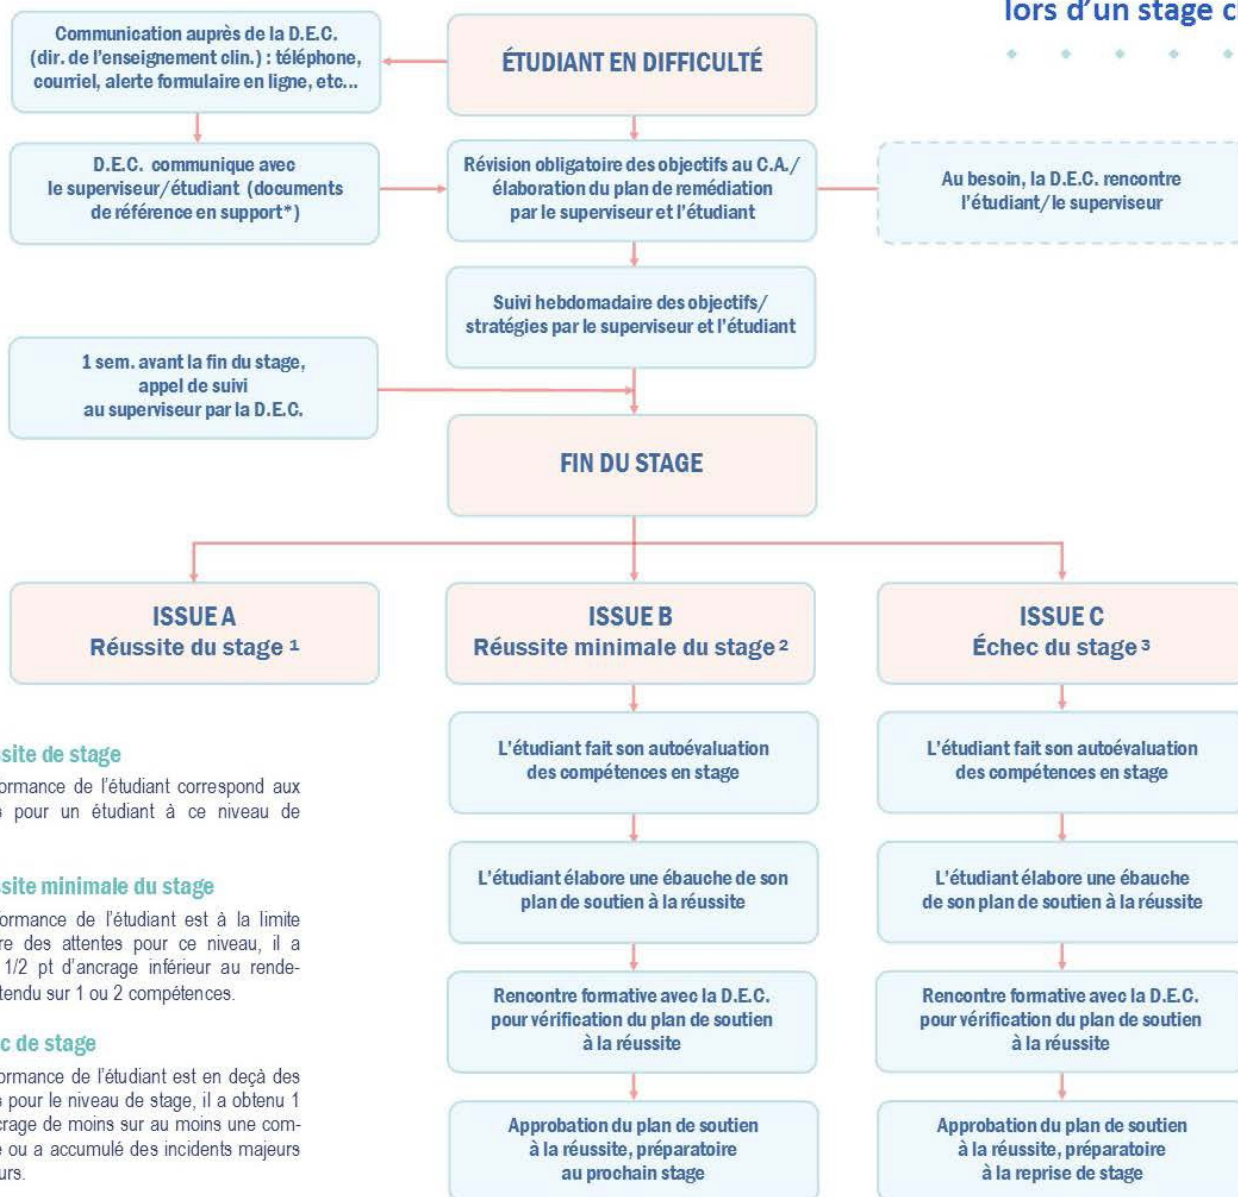 lors d'un stage
Communication auprès de la D.E.C.
(dir. de l'enseignement clin.) : téléphone,
courriel, alerte formulaire en ligne, etc...
ÉTUDIANT EN DIFFICULTÉ
D.E.C. communique avec
le superviseur/étudiant (documents
de référence en support*)
Révision obligatoire des objectifs au C.A./
élaboration du plan de remédiation
par le superviseur et l'étudiant
Au besoin, la D.E.C. rencontre
l'étudiant/le superviseur
Suivi hebdomadaire des objectifs/
stratégies par le superviseur et l'étudiant
1 sem. avant la fin du stage,
appel de suivi
au superviseur par la D.E.C.
FIN DU STAGE
ISSUE A
Réussite du stage ¹
ISSUE B
Réussite minimale du stage ²
ISSUE C
Échec du stage ³
L'étudiant fait son autoévaluation
des compétences en stage
L'étudiant élabore une ébauche de son
plan de soutien à la réussite
Rencontre formative avec la D.E.C.
pour vérification du plan de soutien
à la réussite
Approbation du plan de soutien
à la réussite, préparatoire
au prochain stage
L'étudiant fait son autoévaluation
des compétences en stage
L'étudiant élabore une ébauche
de son plan de soutien à la réussite
Rencontre formative avec la D.E.C.
pour vérification du plan de soutien
à la réussite
Approbation du plan de soutien
à la réussite, préparatoire
à la reprise de stage
ssite de stage
ormance de l'étudiant correspond aux
s pour un étudiant à ce niveau de
ssite minimale du stage
ormance de l'étudiant est à la limite
re des attentes pour ce niveau, il a
1/2 pt d'ancrage inférieur au rende-
tendu sur 1 ou 2 compétences.
c de stage
ormance de l'étudiant est en deçà des
s pour le niveau de stage, il a obtenu 1
crage de moins sur au moins une com-
e ou a accumulé des incidents majeurs
urs.